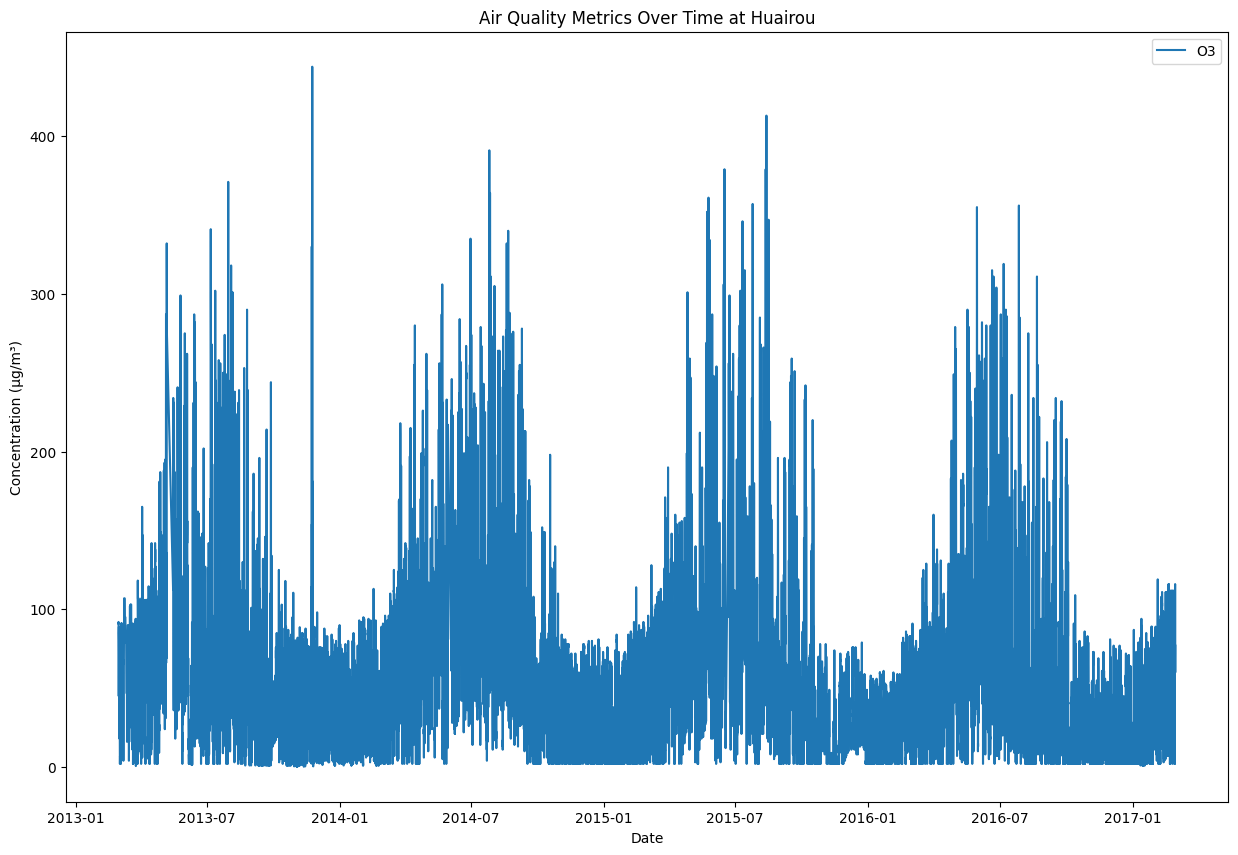 Air Quality Metrics Over Time at Huairou
O3
400
300
200
100
0
Concentration (µg/m³)
2013-01 2013-07 2014-01 2014-07 2015-01 2015-07 2016-01 2016-07 2017-01
Date